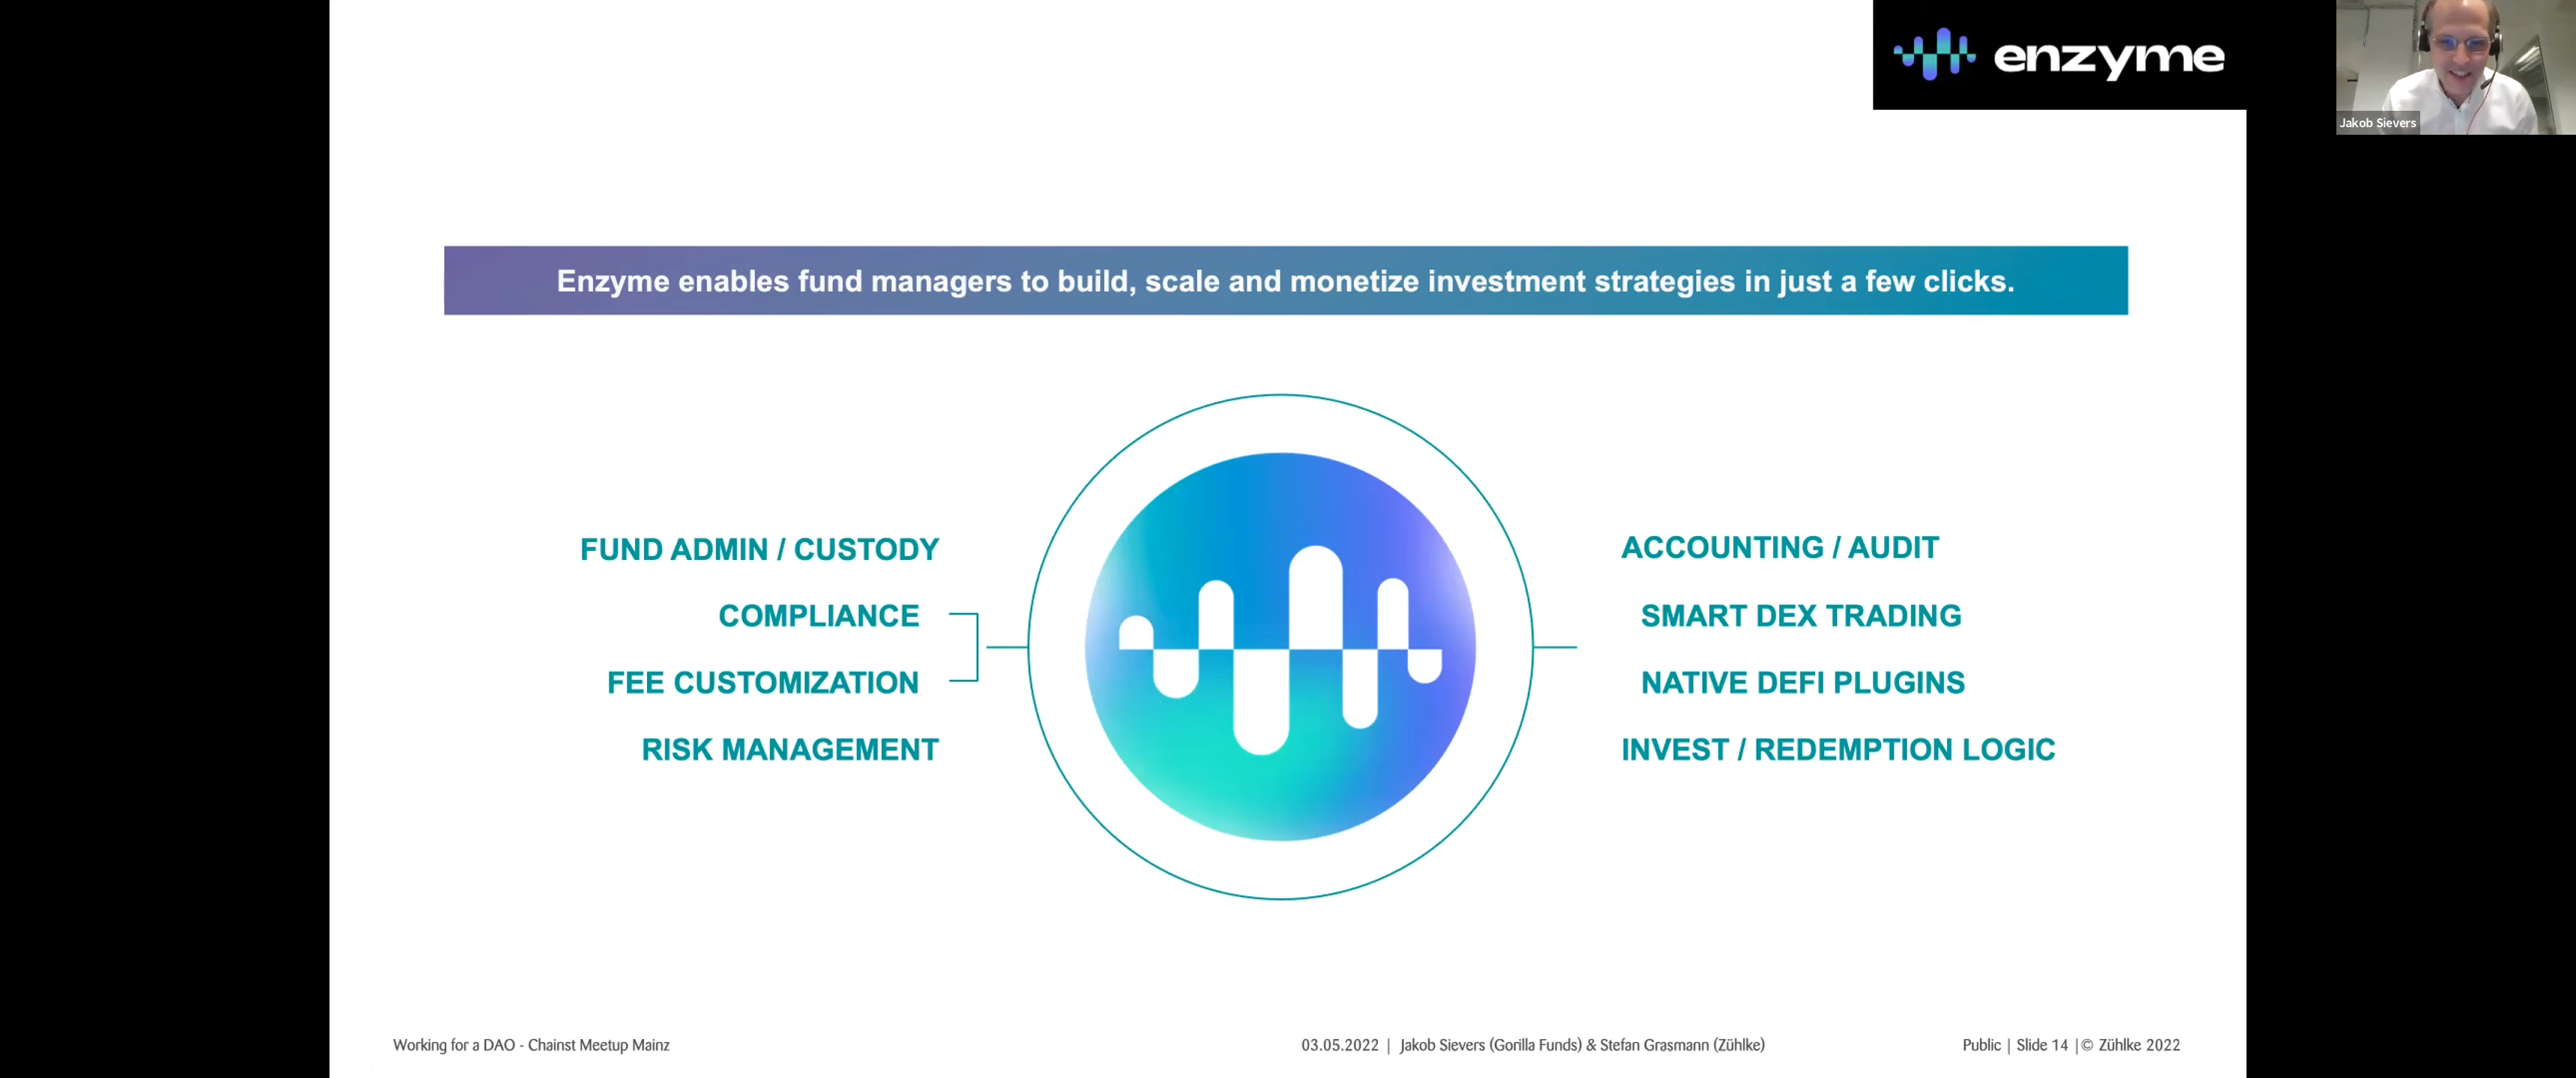 enzyme
Jakob Sievers
Enzyme enables fund managers to build, scale and monetize investment strategies in just a few clicks.
FUND ADMIN / CUSTODY
COMPLIANCE
FEE CUSTOMIZATION
RISK MANAGEMENT
ACCOUNTING / AUDIT
SMART DEX TRADING
NATIVE DEFI PLUGINS
INVEST / REDEMPTION LOGIC
Working for a DAO - Chainst Meetup Mainz
03.05.2022 | Jakob Sievers (Gorilla Funds) & Stefan Grasmann (Zühlke)
Public | Slide 14 | © Zühlke 2022